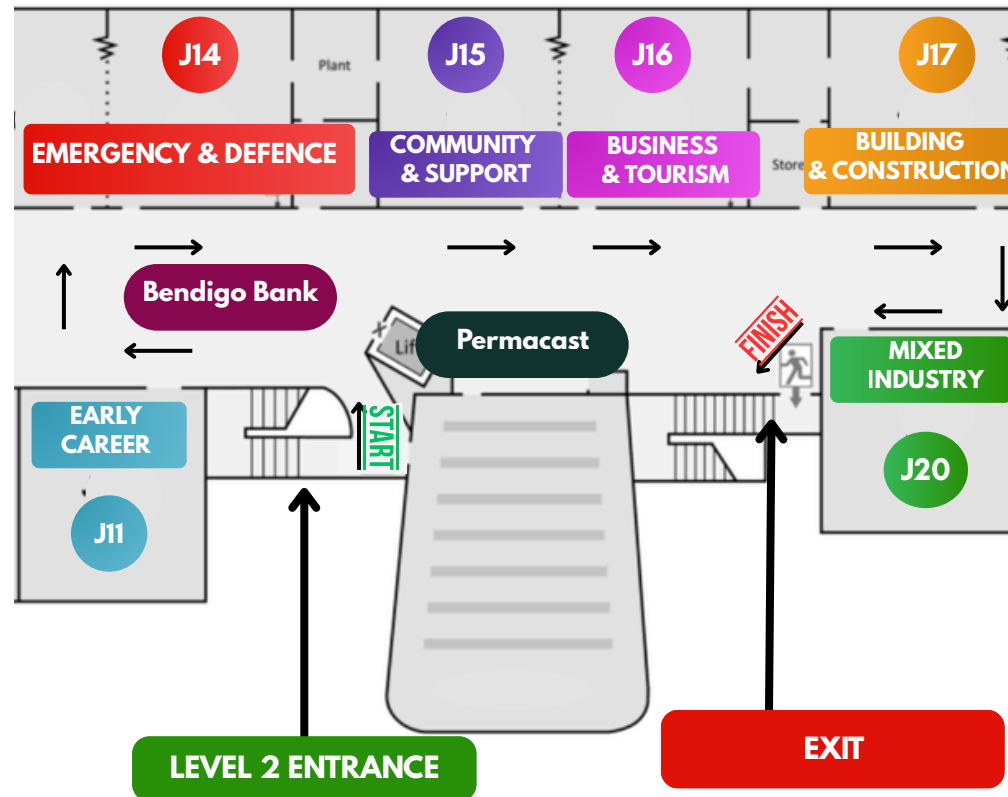 J14
Plant
J15
J16
J17
EMERGENCY & DEFENCE
COMMUNITY
& SUPPORT
BUSINESS
& TOURISM
Store
BUILDING
& CONSTRUCTION
Bendigo Bank
Lif
Permacast
FINISH
MIXED
INDUSTRY
EARLY
CAREER
START
J20
J11
LEVEL 2 ENTRANCE
EXIT